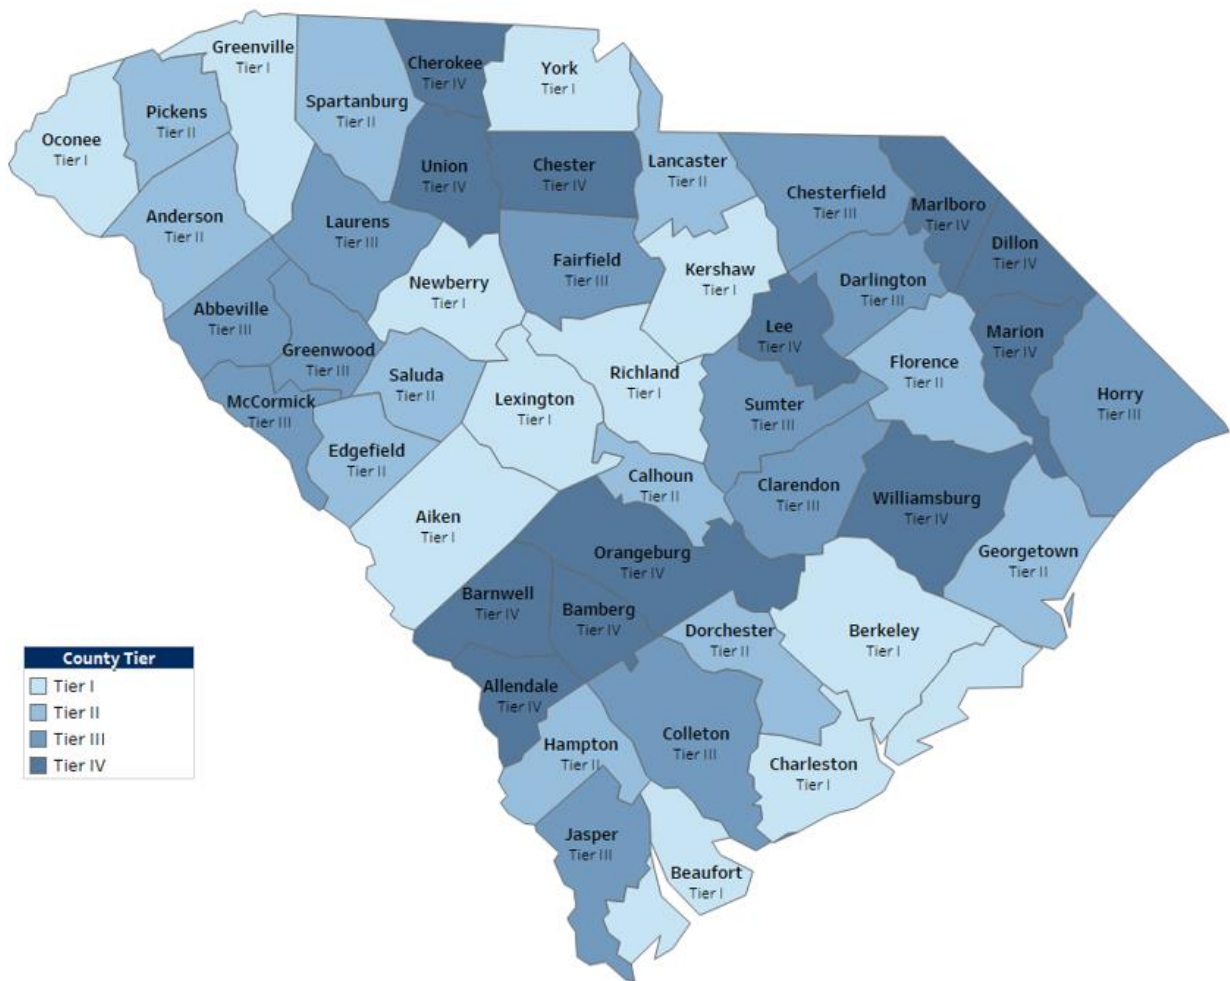 Greenville
Tier I
Cherokee
Tier IV
York
Tier I
Spartanburg
Tier II
Pickens
Tier II
Oconee
Tier I
Union
Tier IV
Chester
Tier IV
Lancaster
Tier II
Chesterfield
Tier III
Marlboro
Tier IV
Dillon
Tier IV
Anderson
Tier II
Laurens
Tier III
Newberry
Tier I
Fairfield
Tier III
Kershaw
Tier I
Darlington
Tier III
Abbeville
Tier III
Greenwood
Tier III
Saluda
Tier II
Richland
Tier I
Lee
Tier IV
Florence
Tier II
Marion
Tier IV
Horry
Tier III
McCormick
Tier III
Lexington
Tier I
Sumter
Tier III
Edgefield
Tier II
Calhoun
Tier II
Clarendon
Tier III
Williamsburg
Tier IV
Aiken
Tier I
Orangeburg
Tier IV
Georgetown
Tier II
Barnwell
Tier IV
Bamberg
Tier IV
Dorchester
Tier II
Berkeley
Tier I
Allendale
Tier IV
Hampton
Tier II
Colleton
Tier III
Charleston
Tier I
Jasper
Tier III
Beaufort
Tier I
County Tier
Tier I
Tier II
Tier III
Tier IV